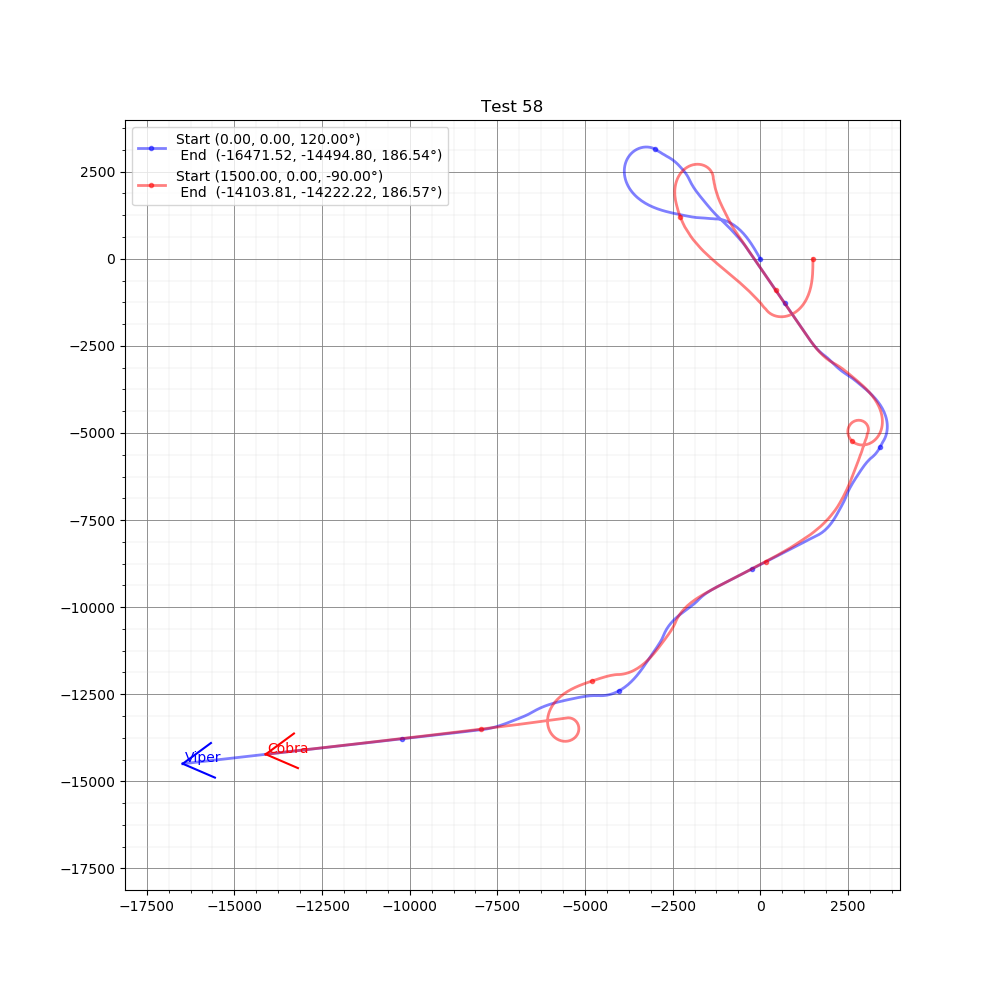 Test 58
Start (0.00, 0.00, 120.00°)
End (-16471.52, -14494.80, 186.54°)
Start (1500.00, 0.00, -90.00°)
End (-14103.81, -14222.22, 186.57°)
2500
0
−2500
−5000
−7500
−10000
−12500
−15000
−17500
Viper
Cobra
−17500 −15000 −12500 −10000 −7500 −5000 −2500 0 2500